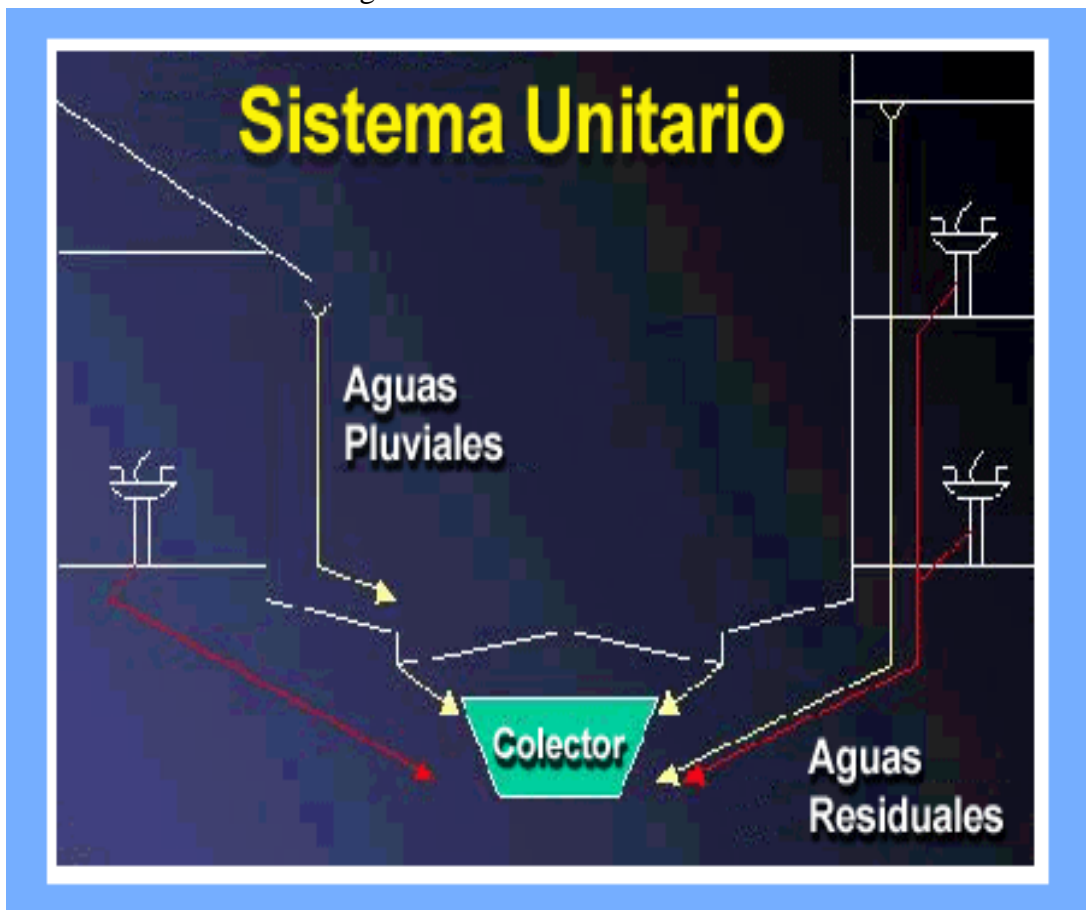 Sistema Unitario
Aguas
Pluviales
Colector
Aguas
Residuales